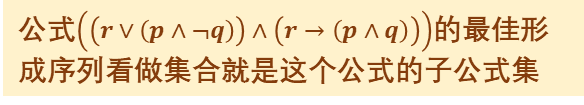 公式((r ∨ (p ∧ ¬q)) ∧ (r → (p ∧ q)))的最佳形
成序列看做集合就是这个公式的子公式集